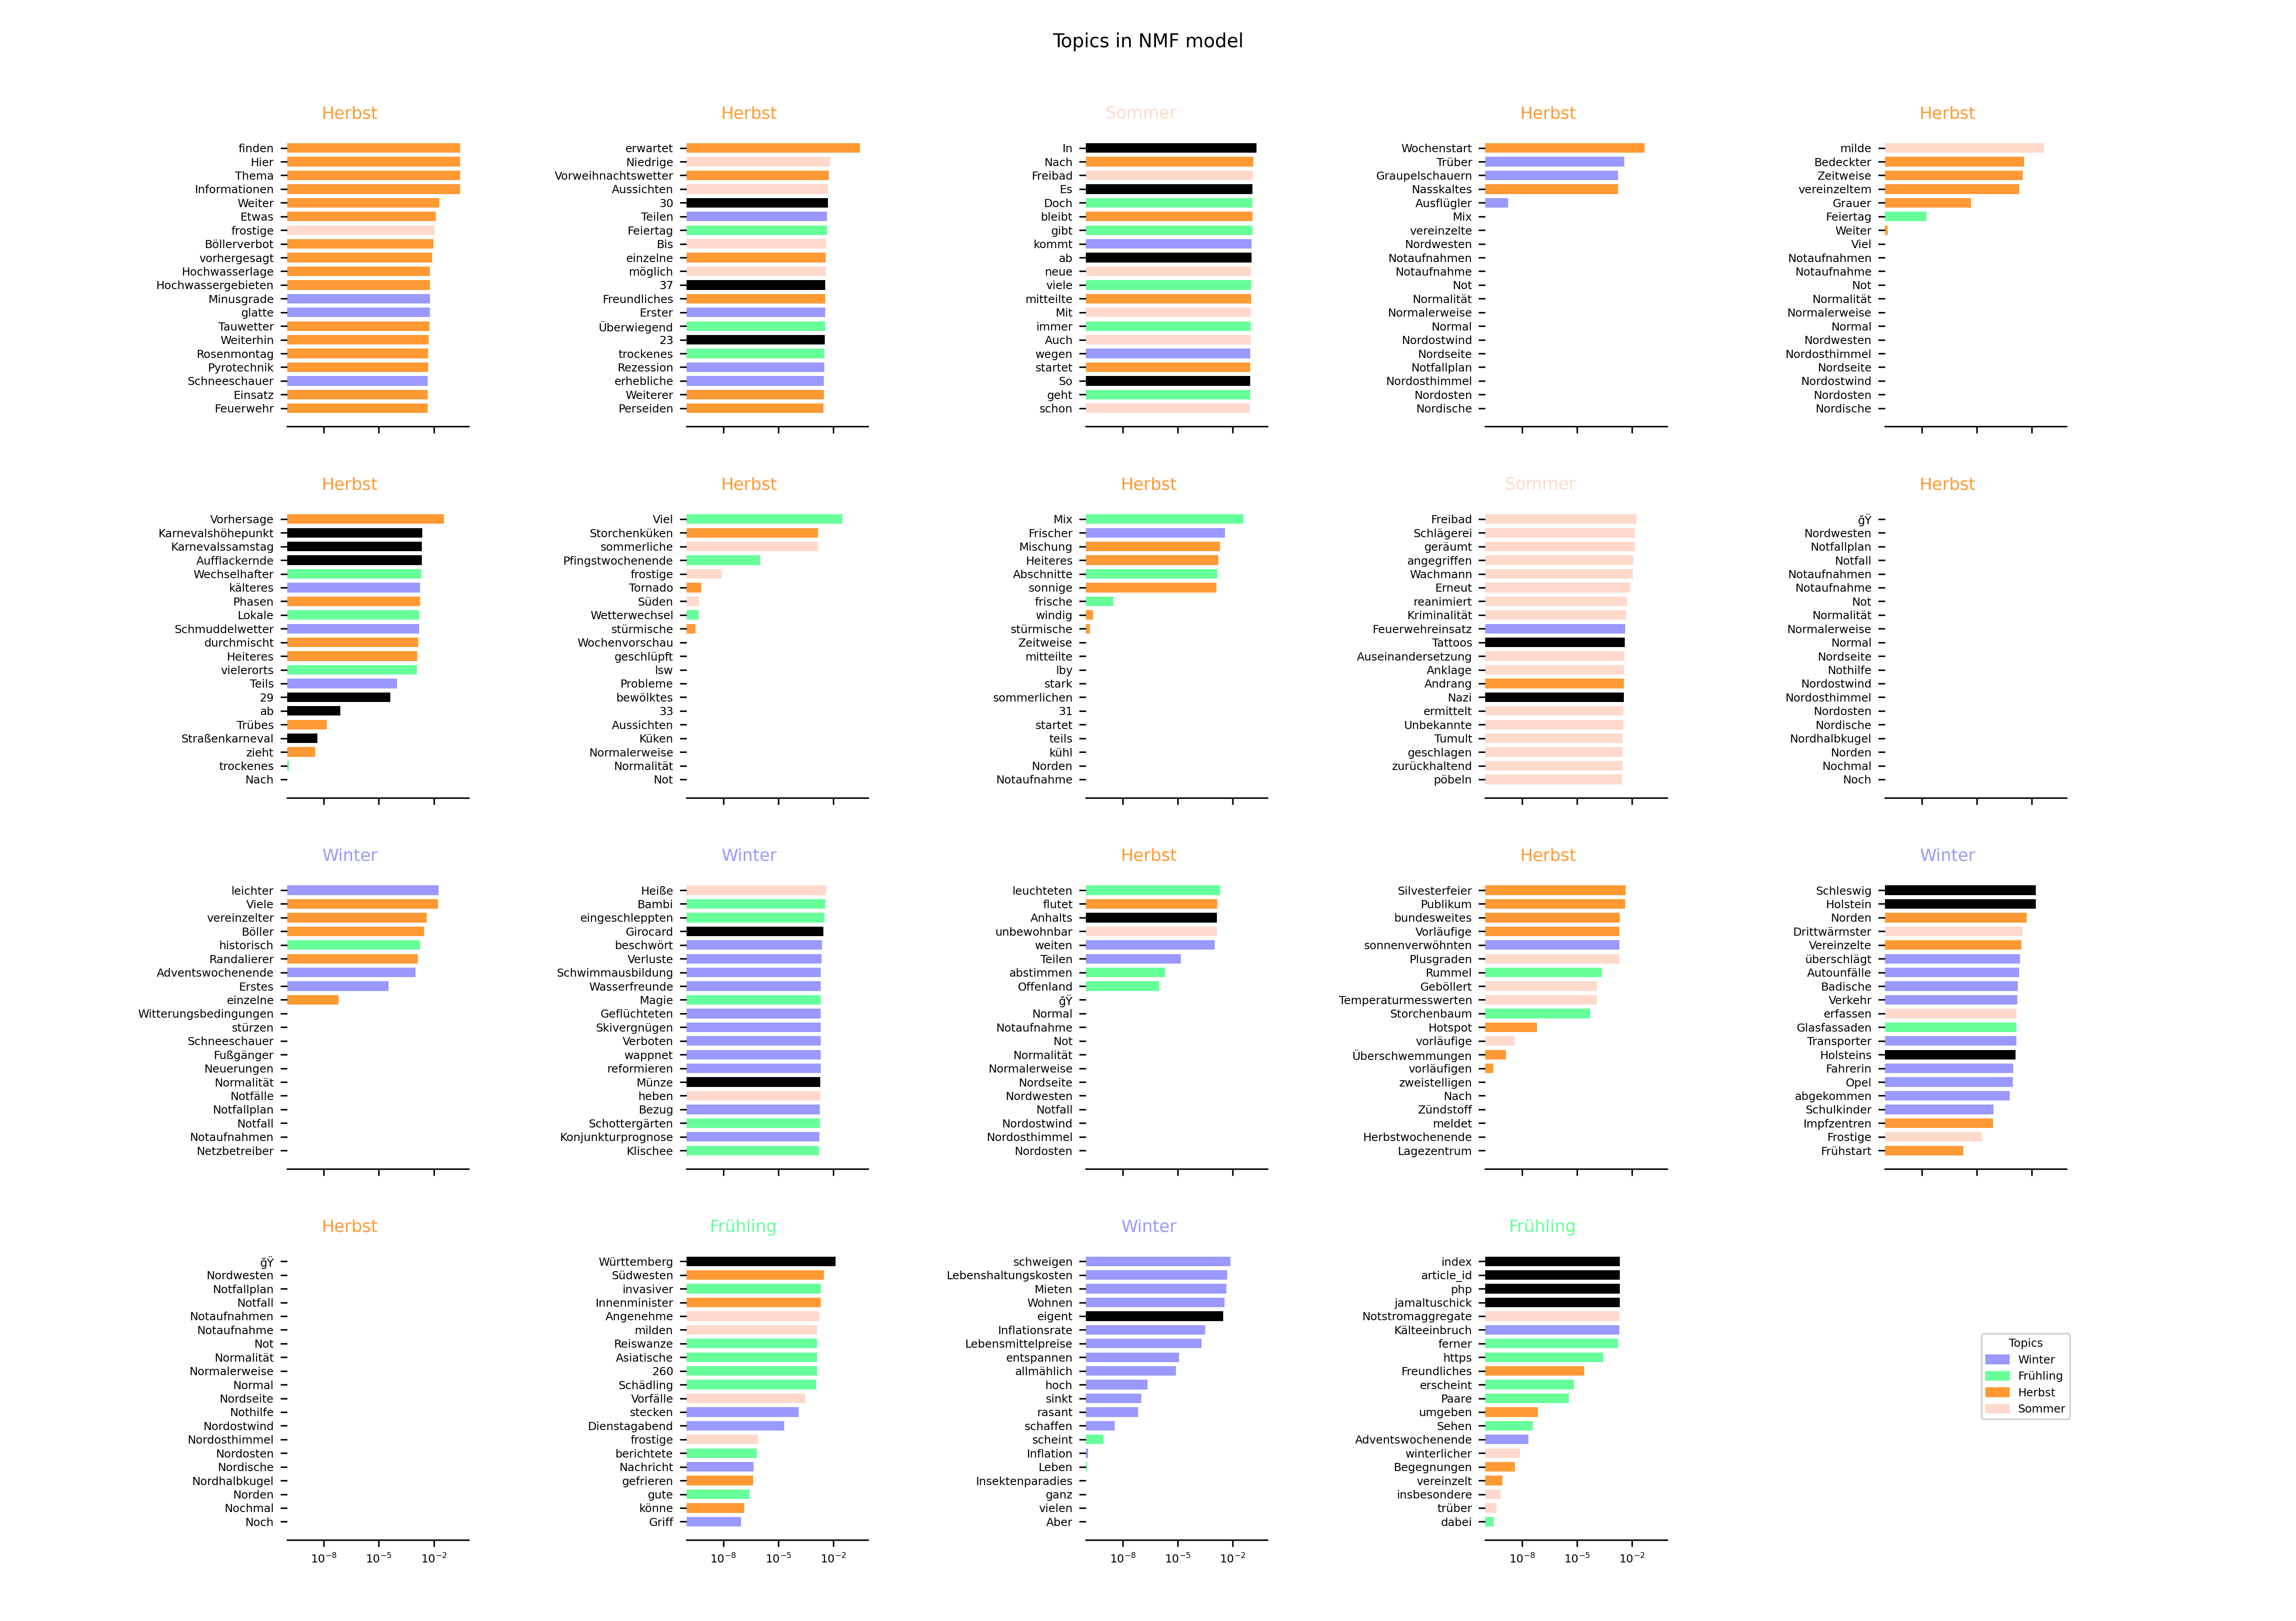 Topics in NMF model
Herbst
finden
Hier
Thema
Informationen
Weiter
Etwas
frostige
Böllerverbot
vorhergesagt
Hochwasserlage
Hochwassergebieten
Minusgrade
glatte
Tauwetter
Weiterhin
Rosenmontag
Pyrotechnik
Schneeschauer
Einsatz
Feuerwehr
Herbst
erwartet
Niedrige
Vorweihnachtswetter
Aussichten
30
Teilen
Feiertag
Bis
einzelne
möglich
37
Freundliches
Erster
Überwiegend
23
trockenes
Rezession
erhebliche
Weiterer
Perseiden
Sommer
In
Nach
Freibad
Es
Doch
bleibt
gibt
kommt
ab
neue
viele
mitteilte
Mit
immer
Auch
wegen
startet
So
geht
schon
Herbst
Wochenstart
Trüber
Graupelschauern
Nasskaltes
Ausflügler
Mix
vereinzelte
Nordwesten
Notaufnahmen
Notaufnahme
Not
Normalität
Normalerweise
Normal
Nordostwind
Nordseite
Notfallplan
Nordosthimmel
Nordosten
Nordische
Herbst
milde
Bedeckter
Zeitweise
vereinzeltem
Grauer
Feiertag
Weiter
Viel
Notaufnahmen
Notaufnahme
Not
Normalität
Normalerweise
Normal
Nordwesten
Nordosthimmel
Nordseite
Nordostwind
Nordosten
Nordische
Herbst
Vorhersage
Karnevalshöhepunkt
Karnevalssamstag
Aufflackernde
Wechselhafter
kälteres
Phasen
Lokale
Schmuddelwetter
durchmischt
Heiteres
vielerorts
Teils
29
ab
Trübes
Straßenkarneval
zieht
trockenes
Nach
Herbst
Viel
Storchenküken
sommerliche
Pfingstwochenende
frostige
Tornado
Süden
Wetterwechsel
stürmische
Wochenvorschau
geschlüpft
lsw
Probleme
bewölktes
33
Aussichten
Küken
Normalerweise
Normalität
Not
Herbst
Mix
Frischer
Mischung
Heiteres
Abschnitte
sonnige
frische
windig
stürmische
Zeitweise
mitteilte
lby
stark
sommerlichen
31
startet
teils
kühl
Norden
Notaufnahme
Sommer
Freibad
Schlägerei
geräumt
angegriffen
Wachmann
Erneut
reanimiert
Kriminalität
Feuerwehreinsatz
Tattoos
Auseinandersetzung
Anklage
Andrang
Nazi
ermittelt
Unbekannte
Tumult
geschlagen
zurückhaltend
pöbeln
Herbst
ğŸ
Nordwesten
Notfallplan
Notfall
Notaufnahmen
Notaufnahme
Not
Normalität
Normalerweise
Normal
Nordseite
Nothilfe
Nordostwind
Nordosthimmel
Nordosten
Nordische
Nordhalbkugel
Norden
Nochmal
Noch
Winter
leichter
Viele
vereinzelter
Böller
historisch
Randalierer
Adventswochenende
Erstes
einzelne
Witterungsbedingungen
stürzen
Schneeschauer
Fußgänger
Neuerungen
Normalität
Notfälle
Notfallplan
Notfall
Notaufnahmen
Netzbetreiber
Winter
Heiße
Bambi
eingeschleppten
Girocard
beschwört
Verluste
Schwimmausbildung
Wasserfreunde
Magie
Geflüchteten
Skivergnügen
Verboten
wappnet
reformieren
Münze
heben
Bezug
Schottergärten
Konjunkturprognose
Klischee
Herbst
leuchteten
flutet
Anhalts
unbewohnbar
weiten
Teilen
abstimmen
Offenland
ğŸ
Normal
Notaufnahme
Not
Normalität
Normalerweise
Nordseite
Nordwesten
Notfall
Nordostwind
Nordosthimmel
Nordosten
Herbst
Silvesterfeier
Publikum
bundesweites
Vorläufige
sonnenverwöhnten
Plusgraden
Rummel
Geböllert
Temperaturmesswerten
Storchenbaum
Hotspot
vorläufige
Überschwemmungen
vorläufigen
zweistelligen
Nach
Zündstoff
meldet
Herbstwochenende
Lagezentrum
Winter
Schleswig
Holstein
Norden
Drittwärmster
Vereinzelte
überschlägt
Autounfälle
Badische
Verkehr
erfassen
Glasfassaden
Transporter
Holsteins
Fahrerin
Opel
abgekommen
Schulkinder
Impfzentren
Frostige
Frühstart
Herbst
ğŸ
Nordwesten
Notfallplan
Notfall
Notaufnahmen
Notaufnahme
Not
Normalität
Normalerweise
Normal
Nordseite
Nothilfe
Nordostwind
Nordosthimmel
Nordosten
Nordische
Nordhalbkugel
Norden
Nochmal
Noch
10⁻⁸ 10⁻⁵ 10⁻²
Frühling
Württemberg
Südwesten
invasiver
Innenminister
Angenehme
milden
Reiswanze
Asiatische
260
Schädling
Vorfälle
stecken
Dienstagabend
frostige
berichtete
Nachricht
gefrieren
gute
könne
Griff
10⁻⁸ 10⁻⁵ 10⁻²
Winter
schweigen
Lebenshaltungskosten
Mieten
Wohnen
eigent
Inflationsrate
Lebensmittelpreise
entspannen
allmählich
hoch
sinkt
rasant
schaffen
scheint
Inflation
Leben
Insektenparadies
ganz
vielen
Aber
10⁻⁸ 10⁻⁵ 10⁻²
Frühling
index
article_id
php
jamaltuschick
Notstromaggregate
Kälteeinbruch
ferner
https
Freundliches
erscheint
Paare
umgeben
Sehen
Adventswochenende
winterlicher
Begegnungen
vereinzelt
insbesondere
trüber
dabei
10⁻⁸ 10⁻⁵ 10⁻²
Topics
Winter
Frühling
Herbst
Sommer